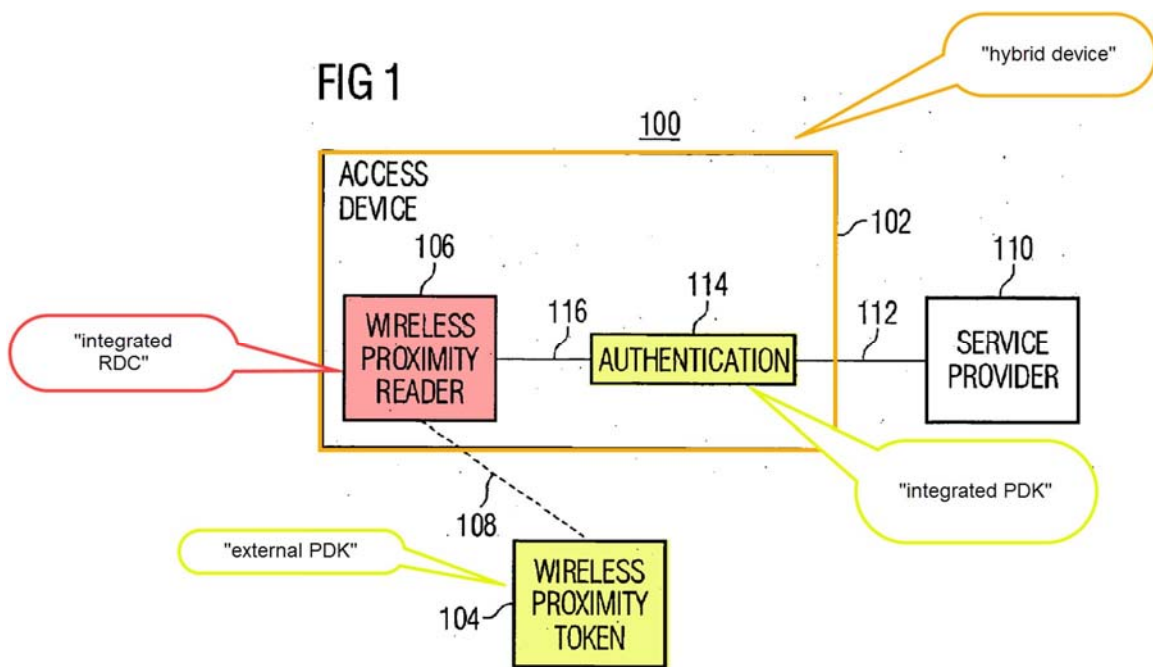 "hybrid device"
FIG 1
100
ACCESS
DEVICE
102
106
114
110
WIRELESS
PROXIMITY
READER
116
AUTHENTICATION
112
SERVICE
PROVIDER
"integrated
RDC"
"integrated PDK"
108
"external PDK"
104
WIRELESS
PROXIMITY
TOKEN